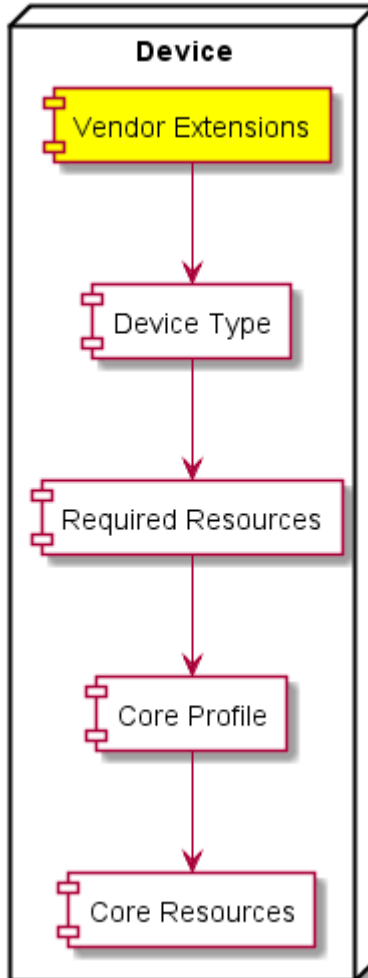 Device
Vendor Extensions
Device Type
Required Resources
Core Profile
Core Resources